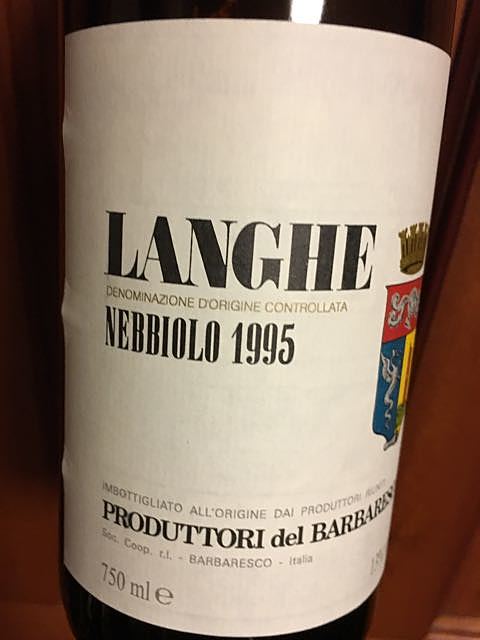 LANGHE
DENOMINAZIONE D'ORIGINE CONTROLLATA
NEBBIOLO 1995
IMBOTTIGLIATO ALL'ORIGINE DAI PRODUTTORI RIUNITI
PRODUTTORI del BARBARES
Soc. Coop. r.l. - BARBARESCO - Italia
750 ml e